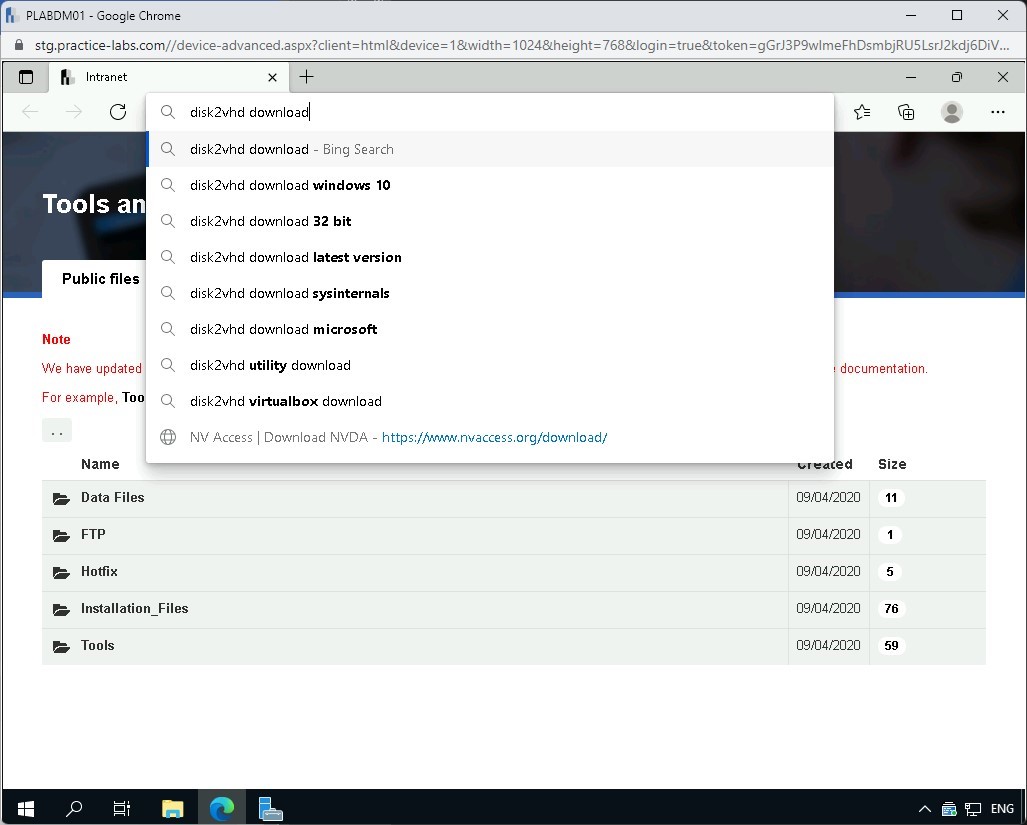 PLABDM01 - Google Chrome
stg.practice-labs.com//device-advanced.aspx?client=html&device=1&width=1024&height=768&login=true&token=gGrJ3P9wlmeFhDsmbjRU5LsrJ2kdj6DiV...
Intranet
disk2vhd download
disk2vhd download - Bing Search
disk2vhd download windows 10
disk2vhd download 32 bit
disk2vhd download latest version
disk2vhd download sysinternals
disk2vhd download microsoft
disk2vhd utility download
disk2vhd virtualbox download
NV Access | Download NVDA - https://www.nvaccess.org/download/
Tools an
Public files
Note
We have updated documentation.
For example, Too
..
Name Created Size
Data Files 09/04/2020 11
FTP 09/04/2020 1
Hotfix 09/04/2020 5
Installation_Files 09/04/2020 76
Tools 09/04/2020 59
ENG